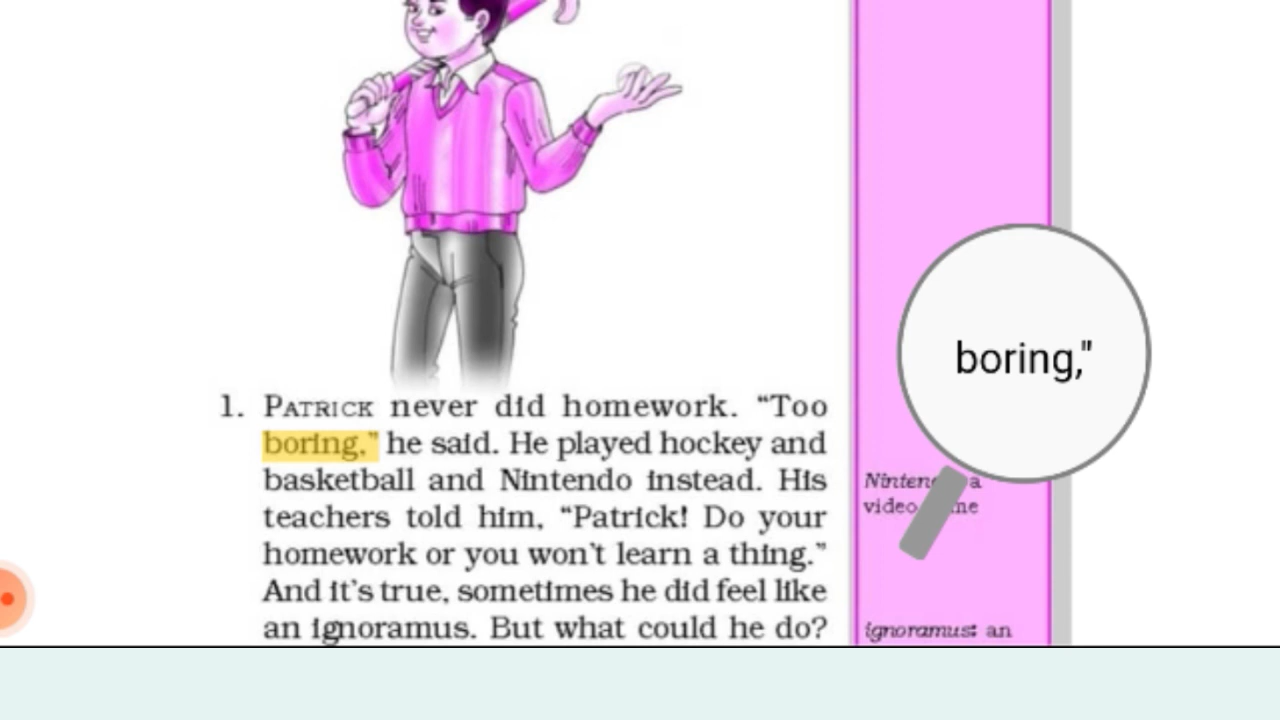 1. PATRICK never did homework. “Too
boring,” he said. He played hockey and
basketball and Nintendo instead. His
teachers told him, “Patrick! Do your
homework or you won’t learn a thing.”
And it’s true, sometimes he did feel like
an ignoramus. But what could he do?
boring,"
a
video
ignoramus: an